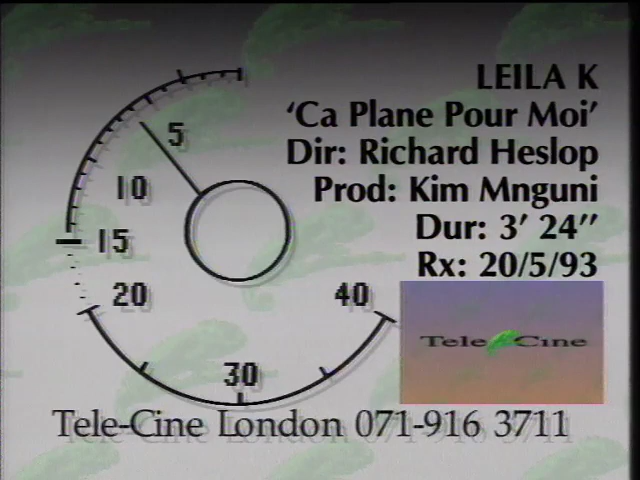 LEILA K
‘Ca Plane Pour Moi’
Dir: Richard Heslop
Prod: Kim Mnguni
Dur: 3’ 24”
Rx: 20/5/93
5
10
15
20
30
40
Tele Cine
Tele-Cine London 071-916 3711